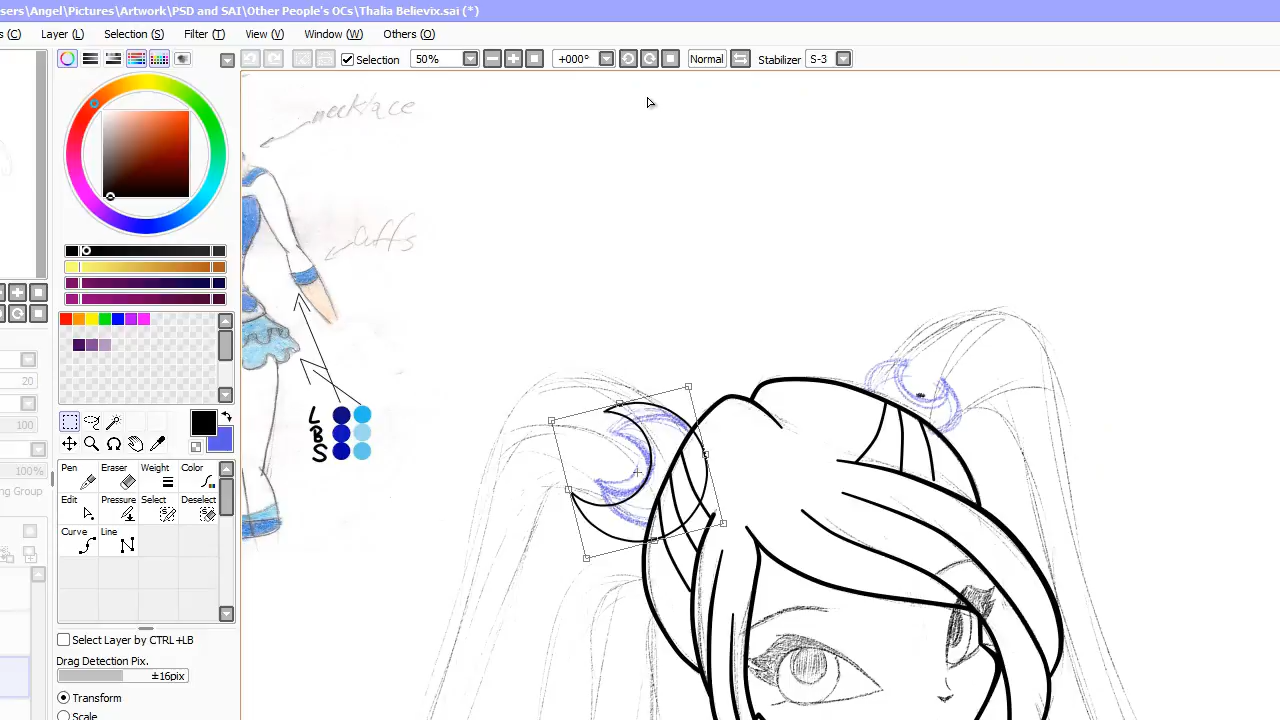 sers\Angel\Pictures\Artwork\PSD and SAI\Other People's OCs\Thalia Believix.sai (*)
s (C) Layer (L) Selection (S) Filter (T) View (V) Window (W) Others (O)
Selection 50% +000° Normal Stabilizer S-3
necklace
cuffs
20
100
100%
ng Group
L
B
S
Pen Eraser Weight Color
Edit Pressure Select Deselect
Curve Line
Select Layer by CTRL+LB
Drag Detection Pix.
±16pix
Transform
Scale